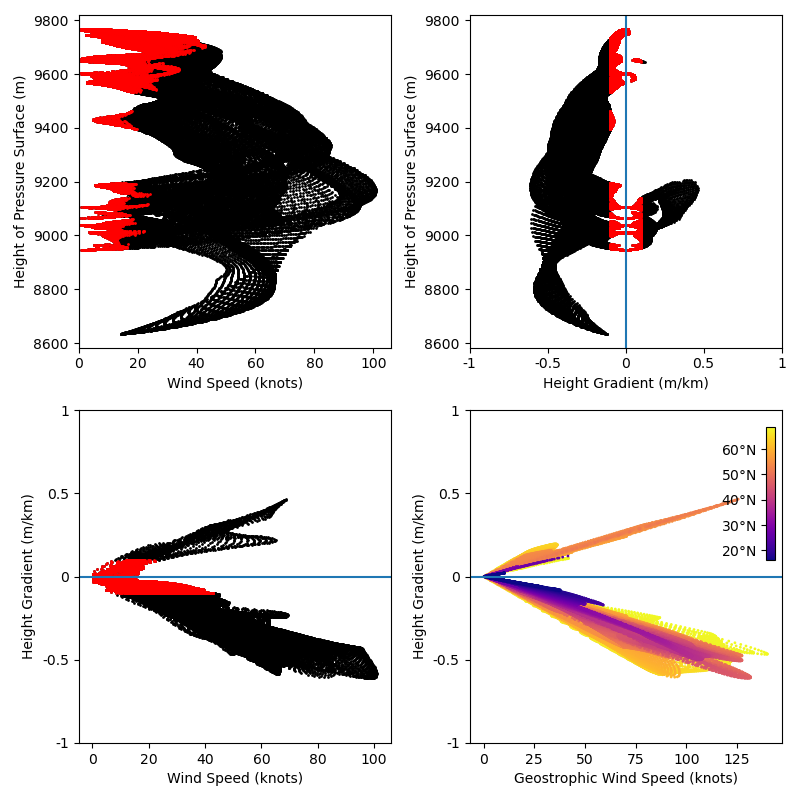 9800
9600
9400
9200
9000
8800
8600
Height of Pressure Surface (m)
0 20 40 60 80 100
Wind Speed (knots)
9800
9600
9400
9200
9000
8800
8600
Height of Pressure Surface (m)
-1 -0.5 0 0.5 1
Height Gradient (m/km)
1
0.5
0
-0.5
-1
Height Gradient (m/km)
0 20 40 60 80 100
Wind Speed (knots)
1
0.5
0
-0.5
-1
Height Gradient (m/km)
60°N
50°N
40°N
30°N
20°N
0 25 50 75 100 125
Geostrophic Wind Speed (knots)